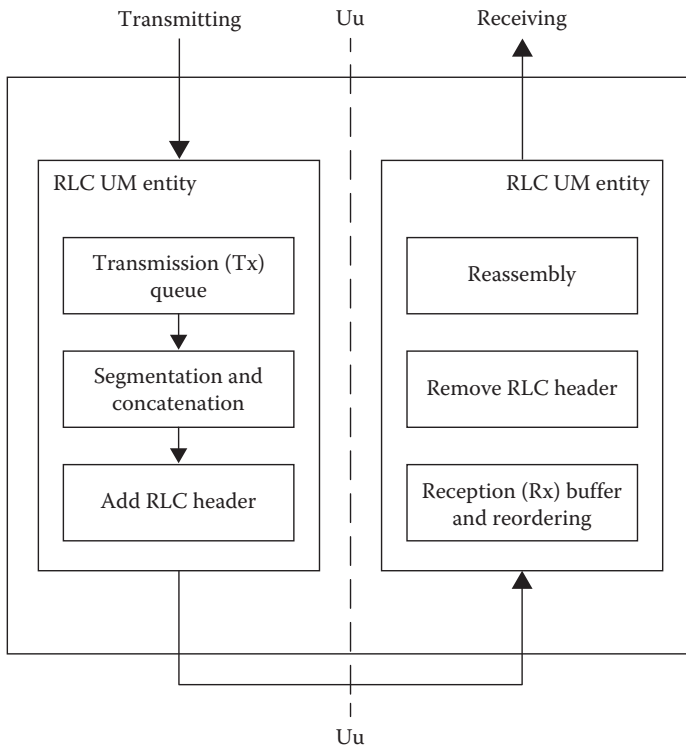 Transmitting
Uu
Receiving
RLC UM entity
Transmission (Tx)
queue
Segmentation and
concatenation
Add RLC header
RLC UM entity
Reassembly
Remove RLC header
Reception (Rx) buffer
and reordering
Uu